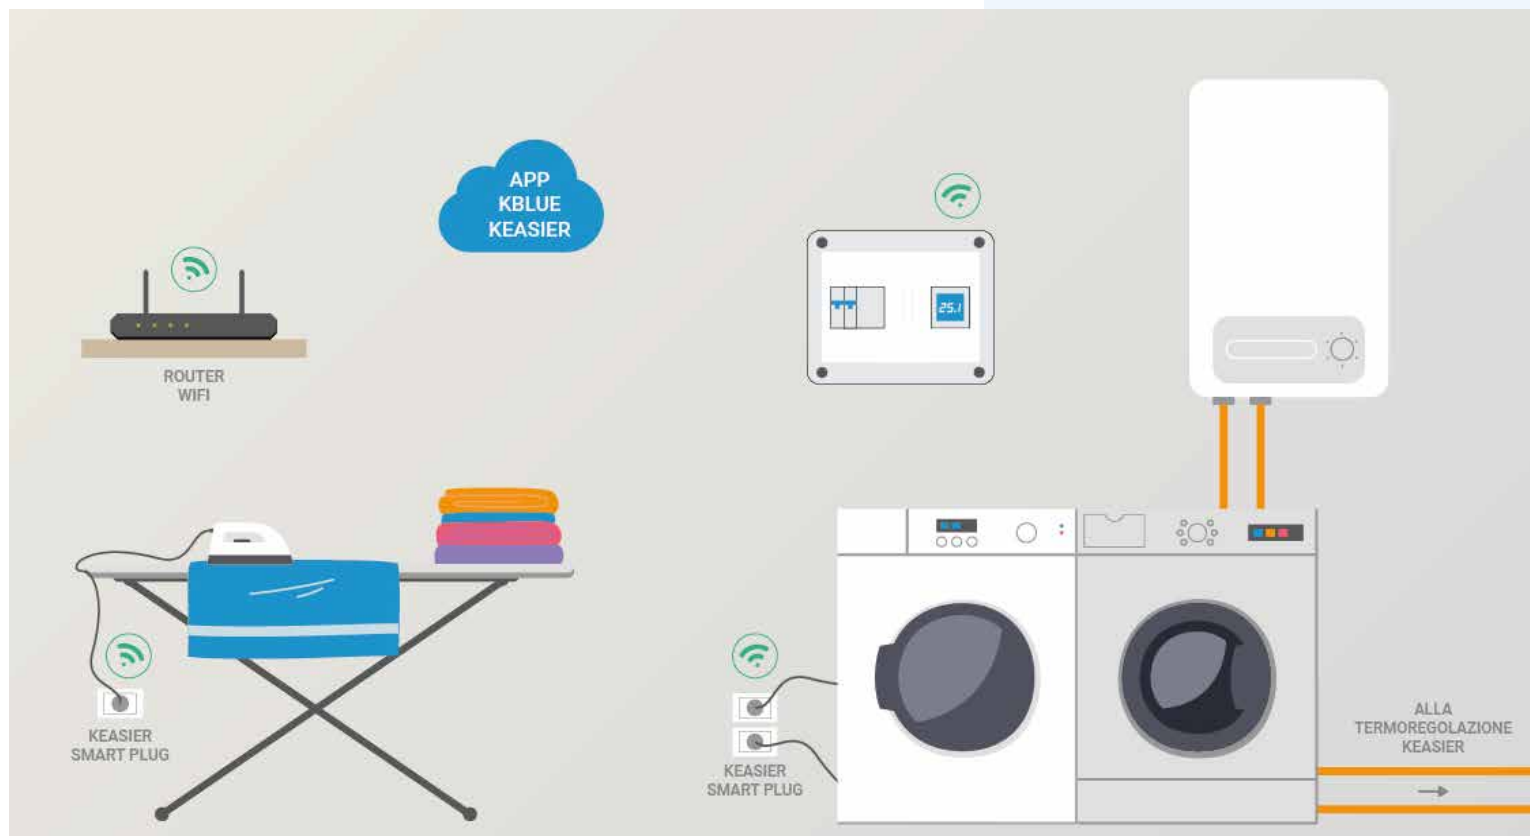 APP
KBLUE
KEASIER
25.1
ROUTER
WIFI
KEASIER
SMART PLUG
KEASIER
SMART PLUG
ALLA
TERMOREGOLAZIONE
KEASIER